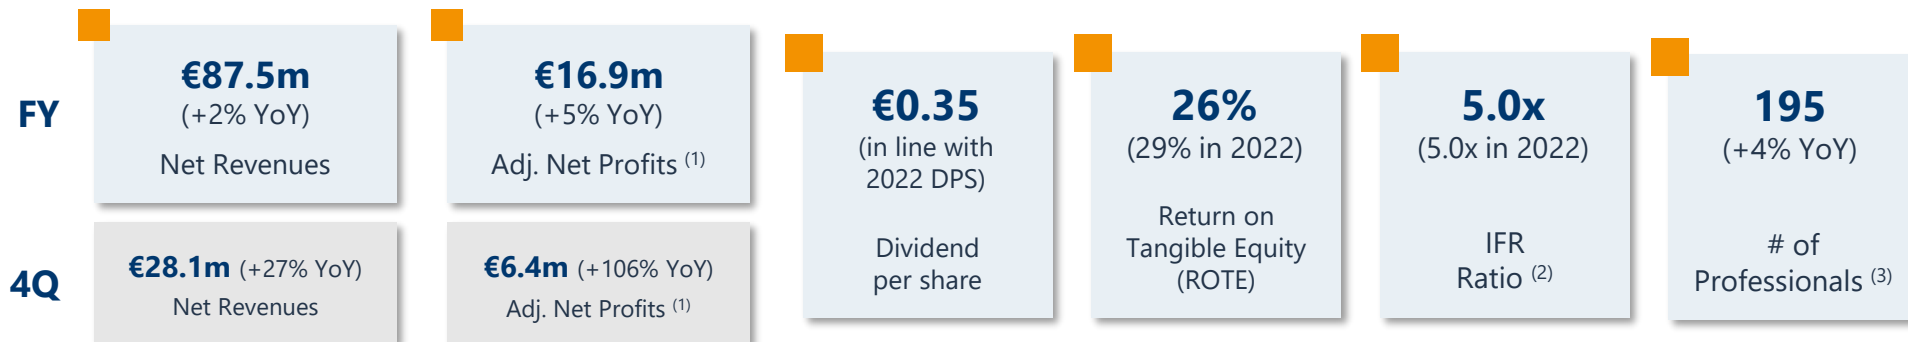 FY
€87.5m
(+2% YoY)
Net Revenues
€16.9m
(+5% YoY)
Adj. Net Profits (1)
4Q
€28.1m (+27% YoY)
Net Revenues
€6.4m (+106% YoY)
Adj. Net Profits (1)
€0.35
(in line with
2022 DPS)
Dividend
per share
26%
(29% in 2022)
Return on
Tangible Equity
(ROTE)
5.0x
(5.0x in 2022)
IFR
Ratio (2)
195
(+4% YoY)
# of
Professionals (3)